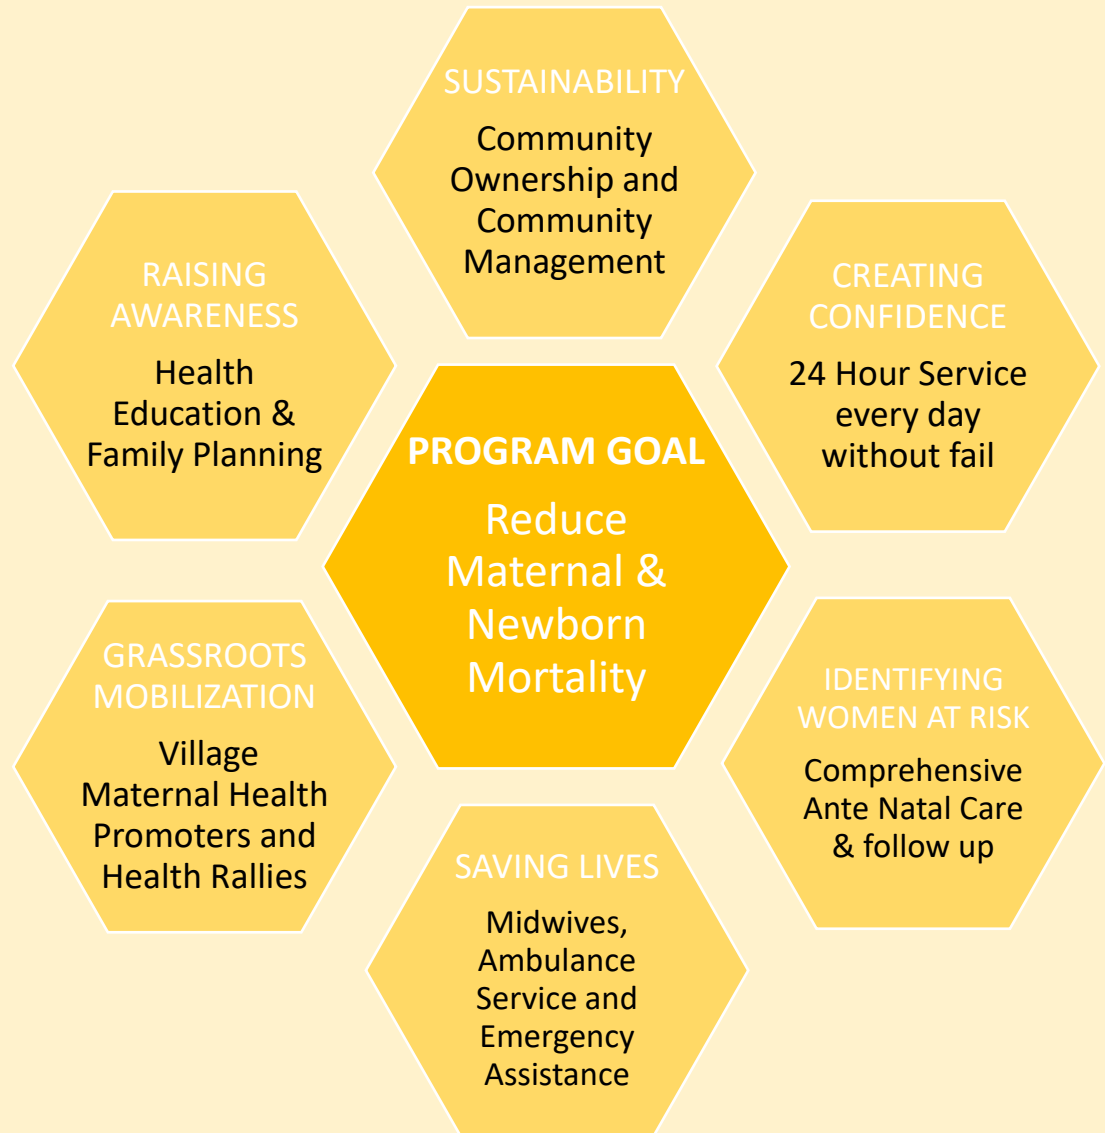 SUSTAINABILITY
Community
Ownership and
Community
Management
RAISING
AWARENESS
Health
Education &
Family Planning
CREATING
CONFIDENCE
24 Hour Service
every day
without fail
PROGRAM GOAL
Reduce
Maternal &
Newborn
Mortality
GRASSROOTS
MOBILIZATION
Village
Maternal Health
Promoters and
Health Rallies
IDENTIFYING
WOMEN AT RISK
Comprehensive
Ante Natal Care
& follow up
SAVING LIVES
Midwives,
Ambulance
Service and
Emergency
Assistance